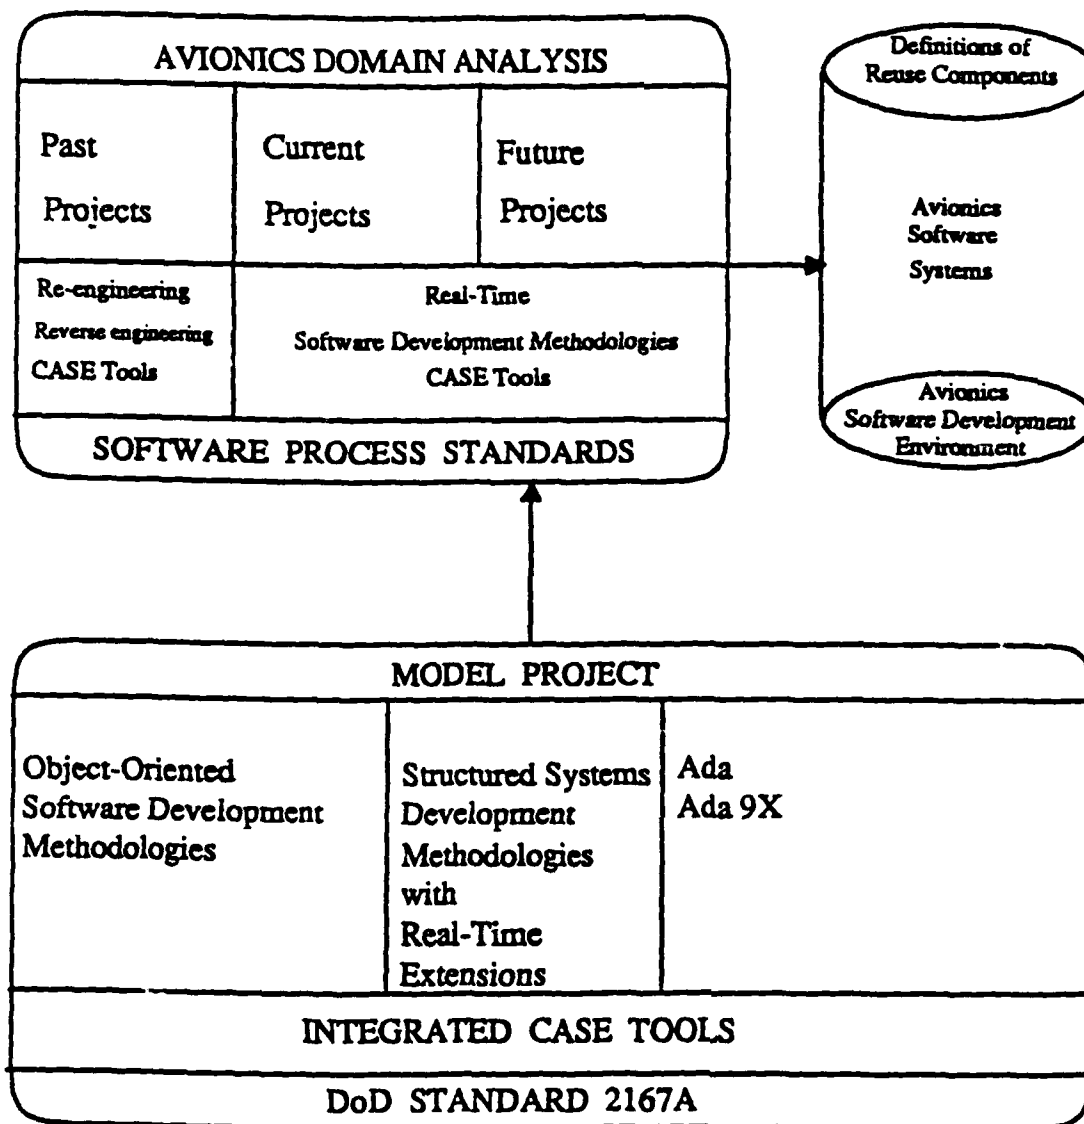 AVIONICS DOMAIN ANALYSIS
Past
Projects
Current
Projects
Future
Projects
Re-engineering
Reverse engineering
CASE Tools
Real-Time
Software Development Methodologies
CASE Tools
SOFTWARE PROCESS STANDARDS
Definitions of
Reuse Components
Avionics
Software
Systems
Avionics
Software Development
Environment
MODEL PROJECT
Object-Oriented
Software Development
Methodologies
Structured Systems
Development
Methodologies
with
Real-Time
Extensions
Ada
Ada 9X
INTEGRATED CASE TOOLS
DoD STANDARD 2167A